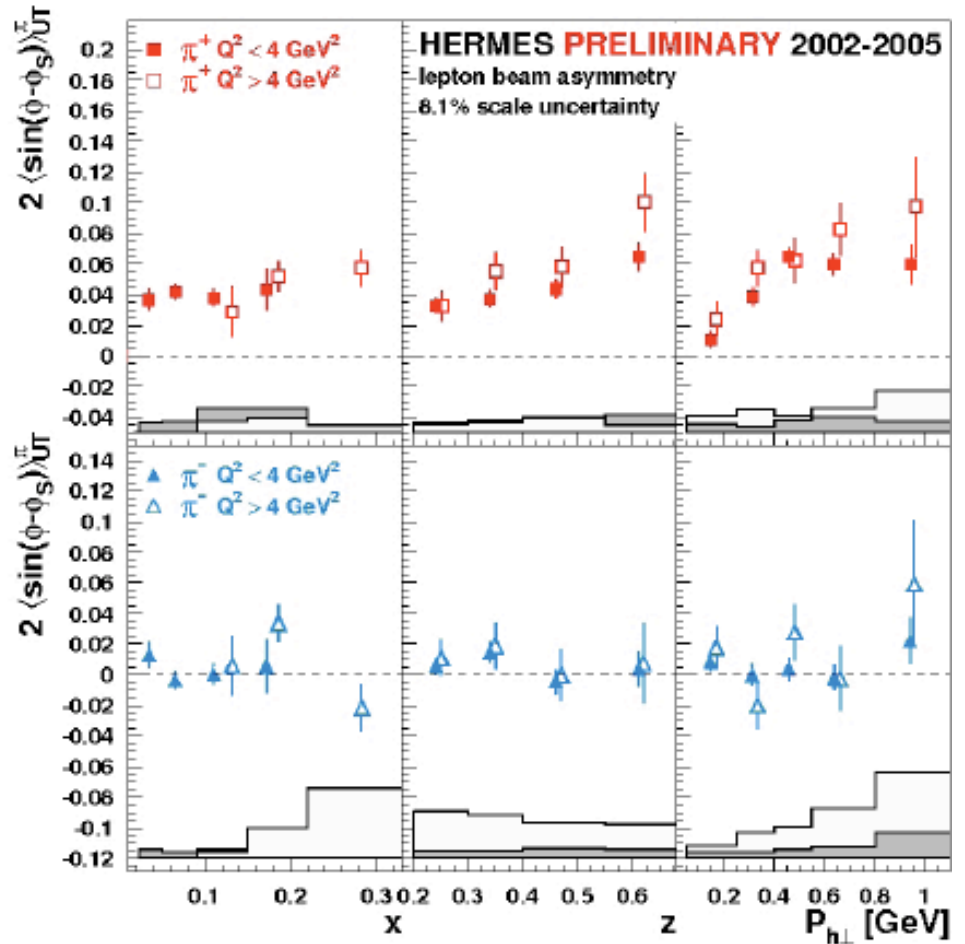 HERMES PRELIMINARY 2002-2005
lepton beam asymmetry
8.1% scale uncertainty
π⁺ Q² < 4 GeV²
π⁺ Q² > 4 GeV²
2 ⟨sin(ϕ-ϕS)⟩πUT
0.2
0.18
0.16
0.14
0.12
0.1
0.08
0.06
0.04
0.02
0
-0.02
-0.04
π⁻ Q² < 4 GeV²
π⁻ Q² > 4 GeV²
2 ⟨sin(ϕ-ϕS)⟩πUT
0.14
0.12
0.1
0.08
0.06
0.04
0.02
0
-0.02
-0.04
-0.06
-0.08
-0.1
-0.12
0.1 0.2 0.3 0.2 0.3 0.4 0.5 0.6 0.2 0.4 0.6 0.8 1
x z Ph⊥ [GeV]